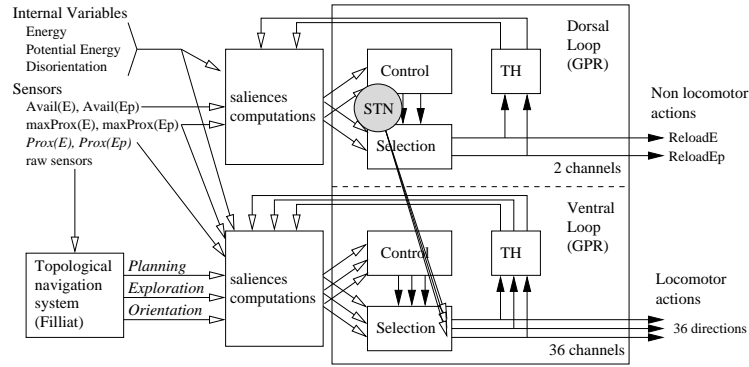 Internal Variables
Energy
Potential Energy
Disorientation
Sensors
Avail(E), Avail(Ep)
maxProx(E), maxProx(Ep)
Prox(E), Prox(Ep)
raw sensors
saliences
computations
Control
STN
Selection
TH
Dorsal
Loop
(GPR)
2 channels
Non locomotor
actions
ReloadE
ReloadEp
Topological
navigation
system
(Filliat)
Planning
Exploration
Orientation
saliences
computations
Control
Selection
TH
Ventral
Loop
(GPR)
36 channels
Locomotor
actions
36 directions